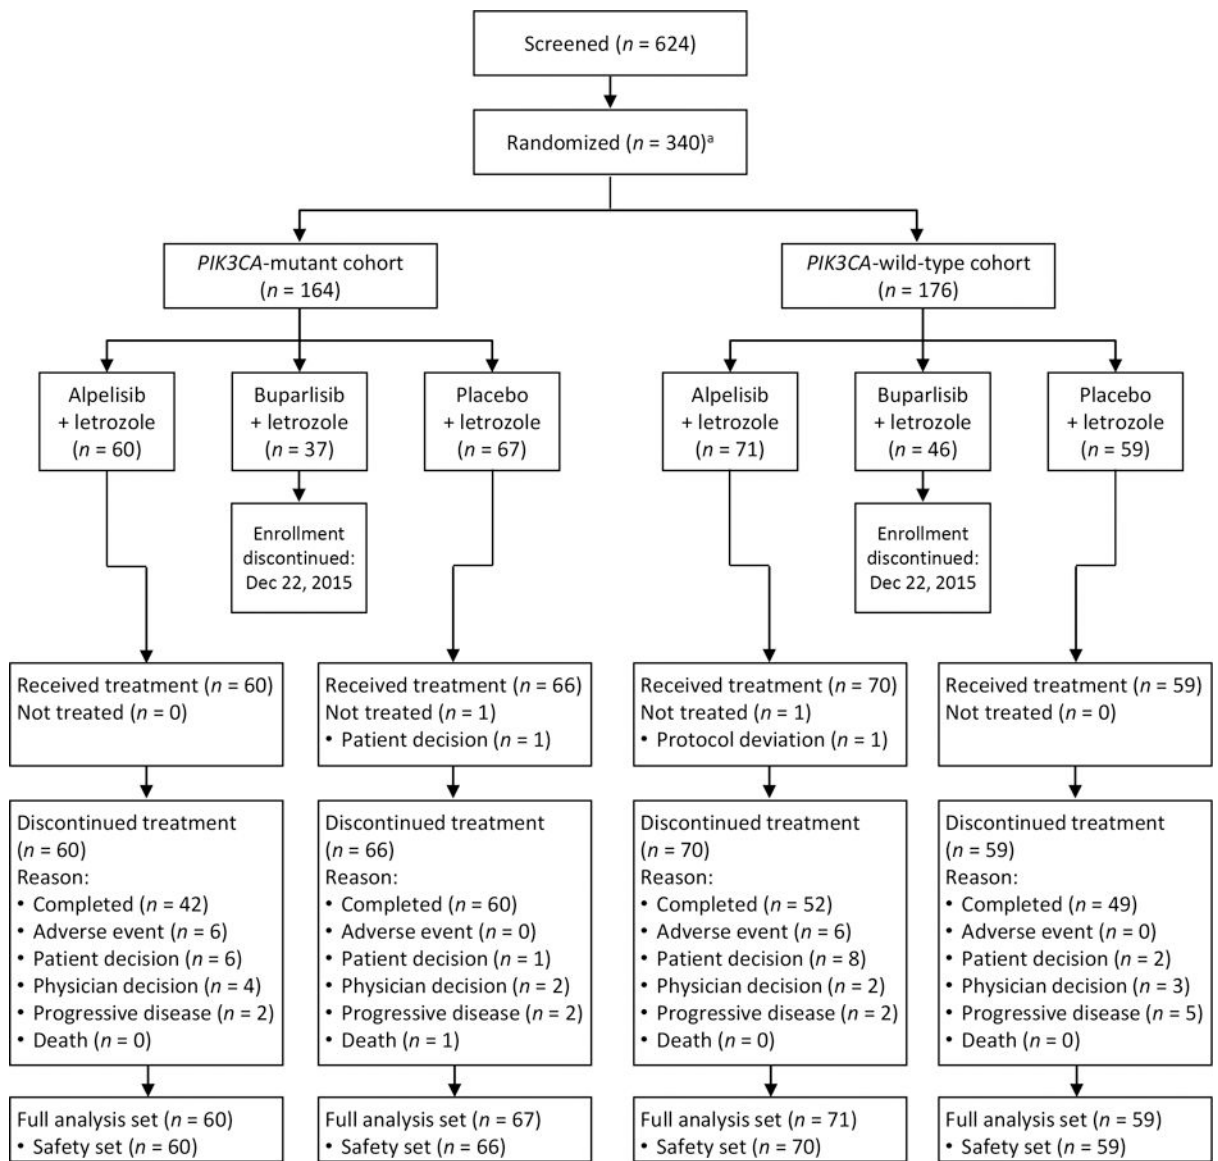 Screened (n = 624)
Randomized (n = 340)ᵃ
PIK3CA-mutant cohort
(n = 164)
PIK3CA-wild-type cohort
(n = 176)
Alpelisib
+ letrozole
(n = 60)
Buparlisib
+ letrozole
(n = 37)
Placebo
+ letrozole
(n = 67)
Alpelisib
+ letrozole
(n = 71)
Buparlisib
+ letrozole
(n = 46)
Placebo
+ letrozole
(n = 59)
Enrollment
discontinued:
Dec 22, 2015
Enrollment
discontinued:
Dec 22, 2015
Received treatment (n = 60)
Not treated (n = 0)
Received treatment (n = 66)
Not treated (n = 1)
• Patient decision (n = 1)
Received treatment (n = 70)
Not treated (n = 1)
• Protocol deviation (n = 1)
Received treatment (n = 59)
Not treated (n = 0)
Discontinued treatment
(n = 60)
Reason:
• Completed (n = 42)
• Adverse event (n = 6)
• Patient decision (n = 6)
• Physician decision (n = 4)
• Progressive disease (n = 2)
• Death (n = 0)
Discontinued treatment
(n = 66)
Reason:
• Completed (n = 60)
• Adverse event (n = 0)
• Patient decision (n = 1)
• Physician decision (n = 2)
• Progressive disease (n = 2)
• Death (n = 1)
Discontinued treatment
(n = 70)
Reason:
• Completed (n = 52)
• Adverse event (n = 6)
• Patient decision (n = 8)
• Physician decision (n = 2)
• Progressive disease (n = 2)
• Death (n = 0)
Discontinued treatment
(n = 59)
Reason:
• Completed (n = 49)
• Adverse event (n = 0)
• Patient decision (n = 2)
• Physician decision (n = 3)
• Progressive disease (n = 5)
• Death (n = 0)
Full analysis set (n = 60)
• Safety set (n = 60)
Full analysis set (n = 67)
• Safety set (n = 66)
Full analysis set (n = 71)
• Safety set (n = 70)
Full analysis set (n = 59)
• Safety set (n = 59)